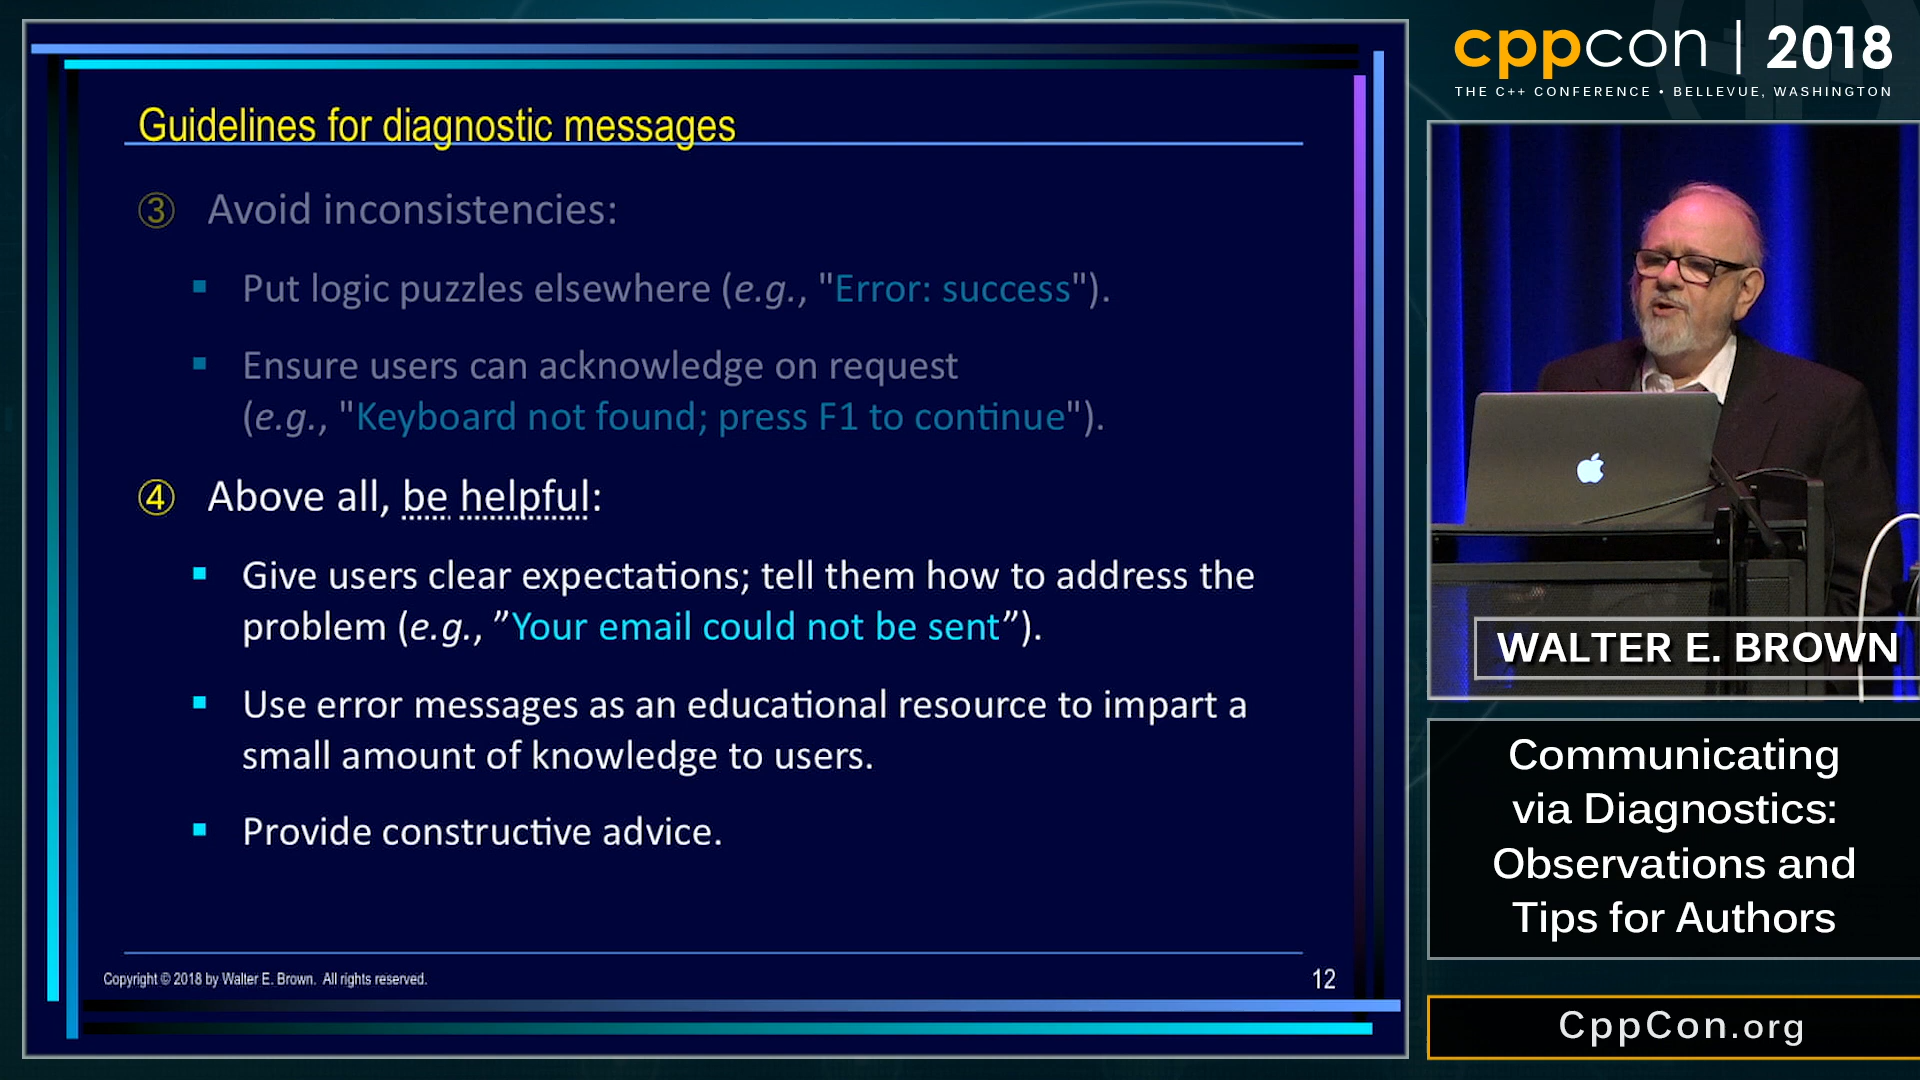 Guidelines for diagnostic messages
③ Avoid inconsistencies:
▪ Put logic puzzles elsewhere (e.g., "Error: success").
▪ Ensure users can acknowledge on request
(e.g., "Keyboard not found; press F1 to continue").
④ Above all, be helpful:
▪ Give users clear expectations; tell them how to address the
problem (e.g., ”Your email could not be sent”).
▪ Use error messages as an educational resource to impart a
small amount of knowledge to users.
▪ Provide constructive advice.
Copyright © 2018 by Walter E. Brown. All rights reserved.
12
cppcon | 2018
THE C++ CONFERENCE • BELLEVUE, WASHINGTON
WALTER E. BROWN
Communicating
via Diagnostics:
Observations and
Tips for Authors
CppCon.org